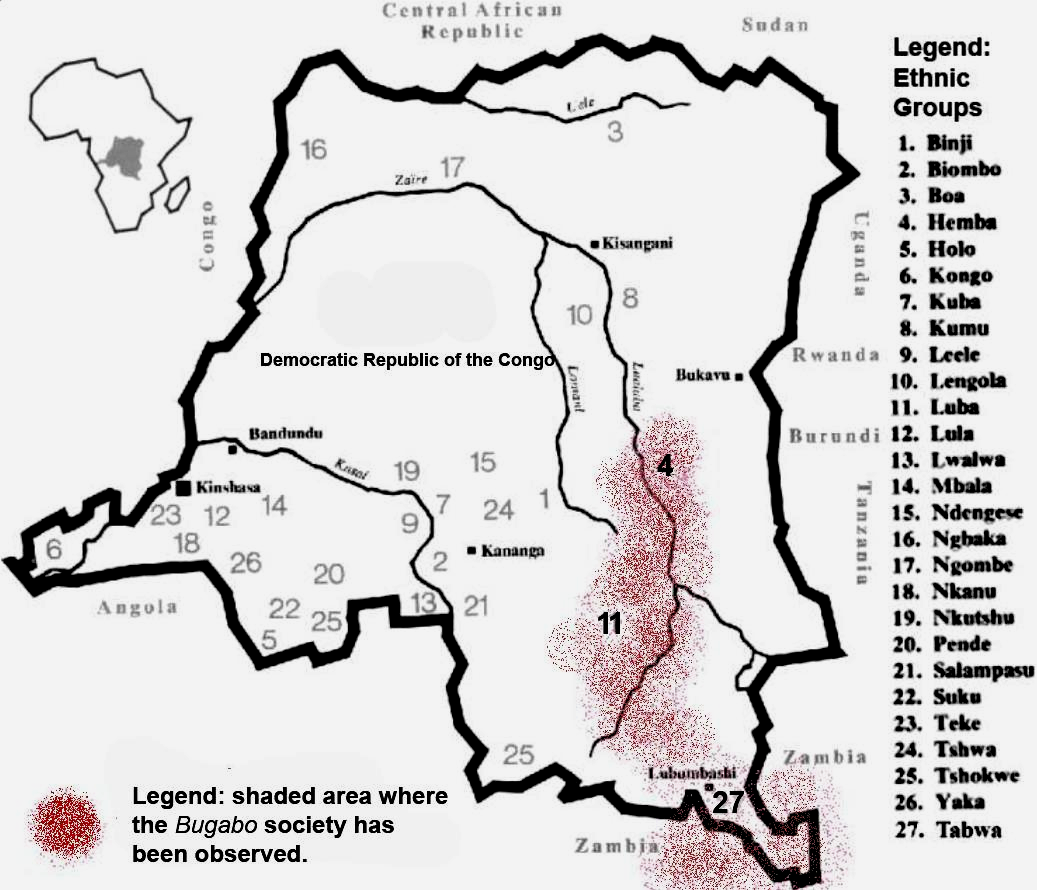 Central African
Republic
Sudan
Uele
3
16
17
Zaïre
Congo
Kisangani
Uganda
8
10
Democratic Republic of the Congo
Rwanda
Bukavu
Lomami
Lualaba
Burundi
Bandundu
Kasai
19
15
4
Kinshasa
14
7
24
1
23
12
9
Tanzania
18
6
Kananga
26
2
20
Angola
22
13
21
25
11
5
25
Zambia
Lubumbashi
27
Zambia
Legend: shaded area where
the Bugabo society has
been observed.
Legend:
Ethnic
Groups
1. Binji
2. Biombo
3. Boa
4. Hemba
5. Holo
6. Kongo
7. Kuba
8. Kumu
9. Leele
10. Lengola
11. Luba
12. Lula
13. Lwalwa
14. Mbala
15. Ndengese
16. Ngbaka
17. Ngombe
18. Nkanu
19. Nkutshu
20. Pende
21. Salampasu
22. Suku
23. Teke
24. Tshwa
25. Tshokwe
26. Yaka
27. Tabwa